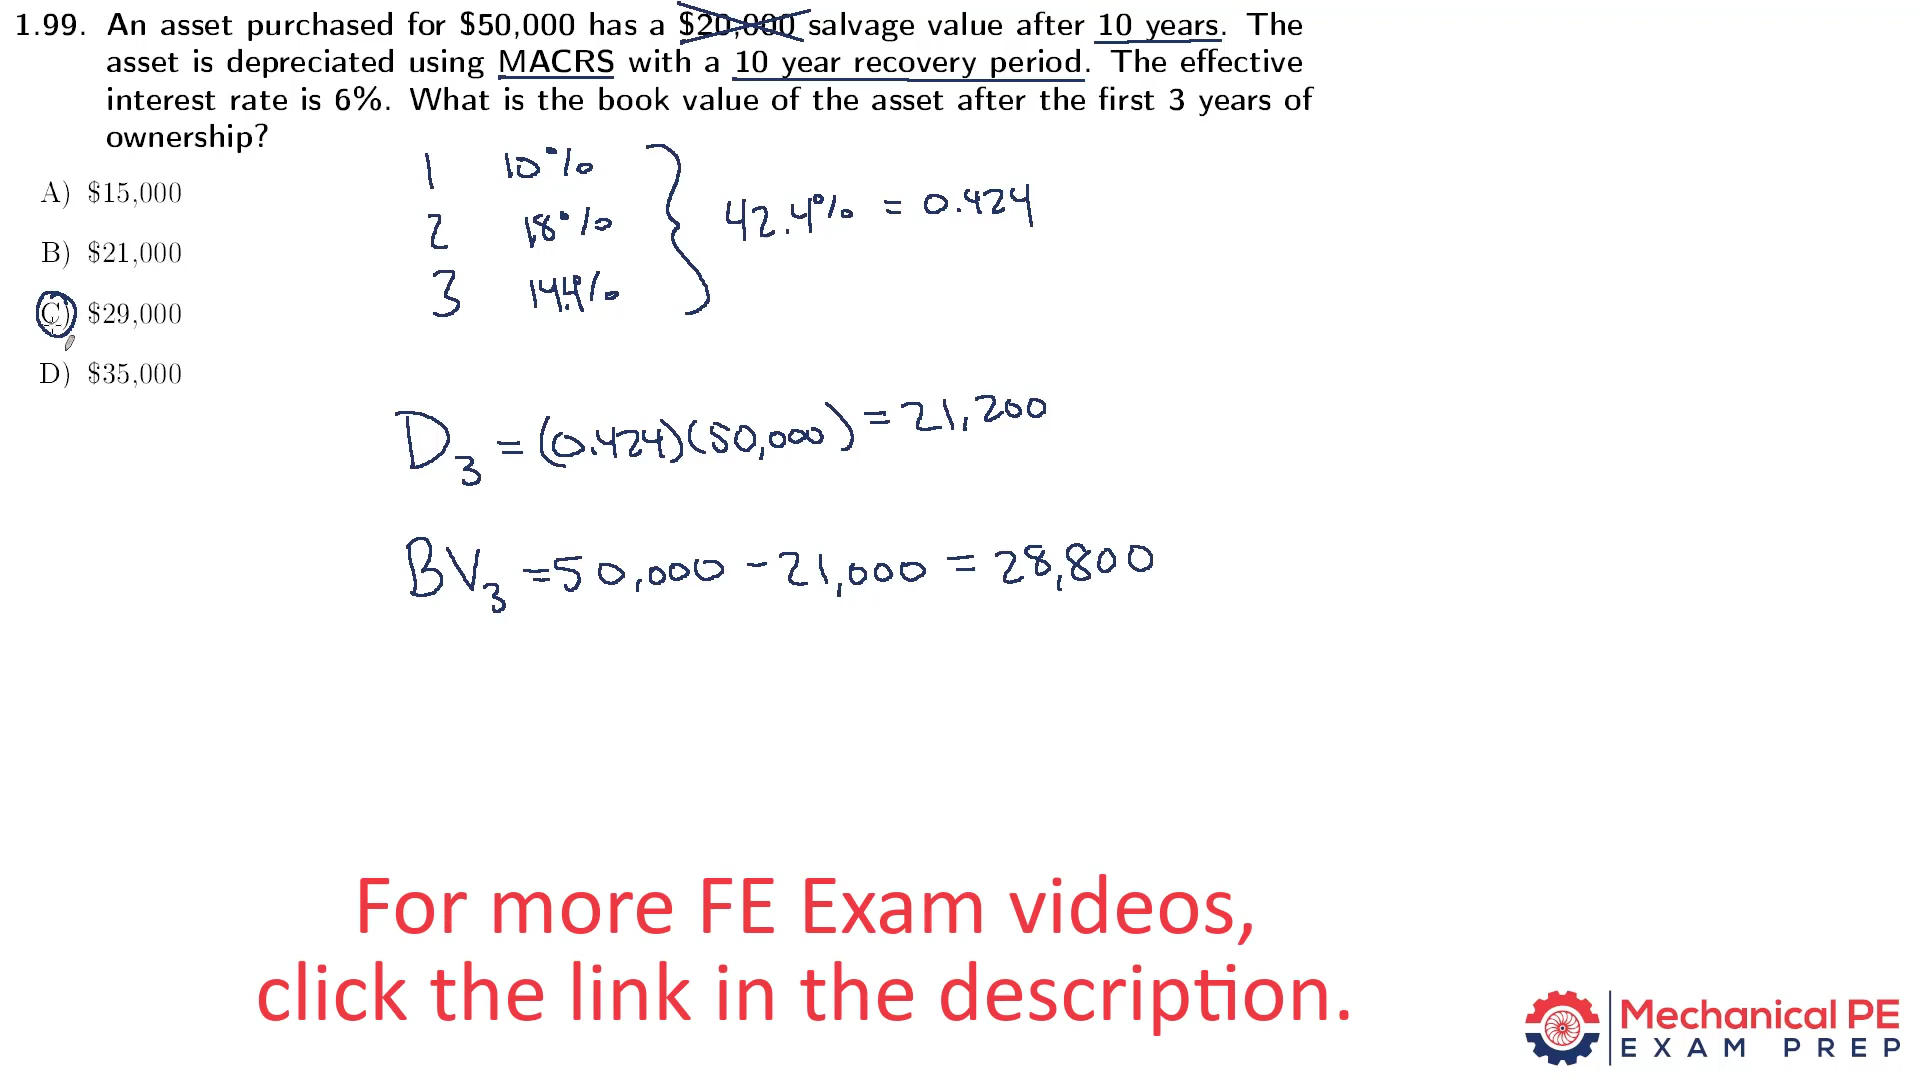 1.99. An asset purchased for $50,000 has a $20,000 salvage value after 10 years. The
asset is depreciated using MACRS with a 10 year recovery period. The effective
interest rate is 6%. What is the book value of the asset after the first 3 years of
ownership?
A) $15,000
B) $21,000
C) $29,000
D) $35,000
1 10%
2 18%
3 14.4%
42.4% = 0.424
D3 = (0.424)(50,000) = 21,200
BV3 = 50,000 - 21,000 = 28,800
For more FE Exam videos,
click the link in the description.
Mechanical PE
EXAM PREP